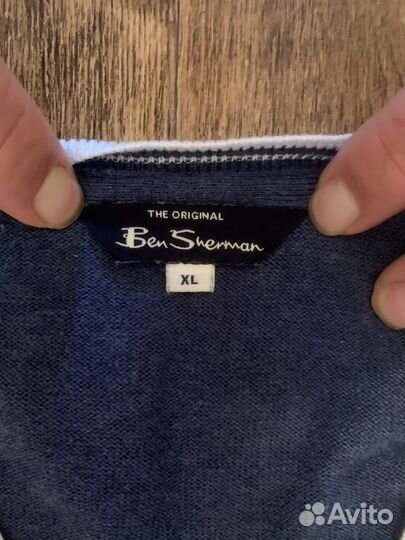 THE ORIGINAL
Ben Sherman
XL
Avito